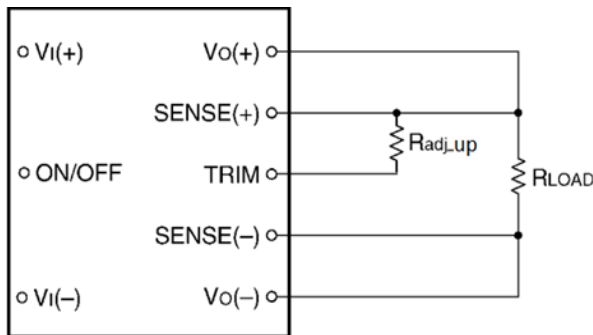 VI(+) VO(+)
SENSE(+)
Radj_up
ON/OFF TRIM RLOAD
SENSE(−)
VI(−) VO(−)